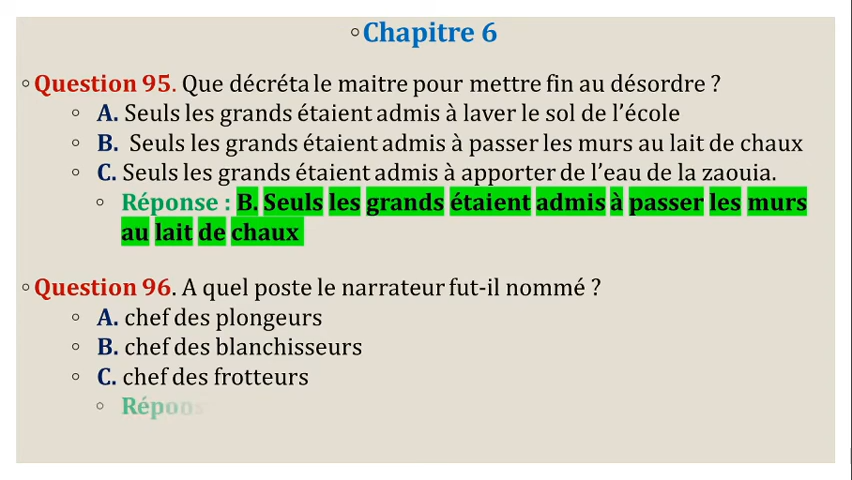 ◦Chapitre 6
◦Question 95. Que décréta le maitre pour mettre fin au désordre ?
◦ A. Seuls les grands étaient admis à laver le sol de l’école
◦ B. Seuls les grands étaient admis à passer les murs au lait de chaux
◦ C. Seuls les grands étaient admis à apporter de l’eau de la zaouia.
◦ Réponse : B. Seuls les grands étaient admis à passer les murs
au lait de chaux
◦Question 96. A quel poste le narrateur fut-il nommé ?
◦ A. chef des plongeurs
◦ B. chef des blanchisseurs
◦ C. chef des frotteurs
◦ Répons